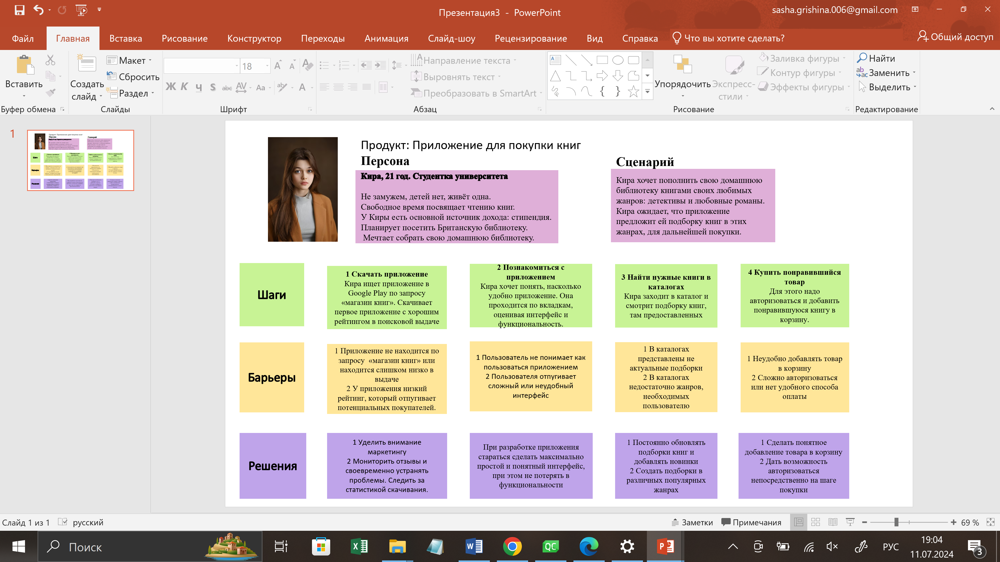 Презентация3 - PowerPoint
sasha.grishina.006@gmail.com
Файл
Главная
Вставка
Рисование
Конструктор
Переходы
Анимация
Слайд-шоу
Рецензирование
Вид
Справка
Что вы хотите сделать?
Общий доступ
Вставить
Буфер обмена
Создать
слайд
Макет
Сбросить
Раздел
Слайды
18
Ж К Ч S abc AV Aa A
Шрифт
Направление текста
Выровнять текст
Преобразовать в SmartArt
Абзац
Упорядочить
Экспресс-
стили
Заливка фигуры
Контур фигуры
Эффекты фигуры
Рисование
Найти
Заменить
Выделить
Редактирование
1
Продукт: Приложение для покупки книг
Персона
Кира, 21 год. Студентка университета
Не замужем, детей нет, живёт одна.
Свободное время посвящает чтению книг.
У Киры есть основной источник дохода: стипендия.
Планирует посетить Британскую библиотеку.
Мечтает собрать свою домашнюю библиотеку.
Сценарий
Кира хочет пополнить свою домашнюю
библиотеку книгами своих любимых
жанров: детективы и любовные романы.
Кира ожидает, что приложение
предложит ей подборку книг в этих
жанрах, для дальнейшей покупки.
Шаги
1 Скачать приложение
Кира ищет приложение в
Google Play по запросу
«магазин книг». Скачивает
первое приложение с хорошим
рейтингом в поисковой выдаче
2 Познакомиться с
приложением
Кира хочет понять, насколько
удобно приложение. Она
проходится по вкладкам,
оценивая интерфейс и
функциональность.
3 Найти нужные книги в
каталогах
Кира заходит в каталог и
смотрит подборку книг,
там предоставленных
4 Купить понравившийся
товар
Для этого надо
авторизоваться и добавить
понравившуюся книгу в
корзину.
Барьеры
1 Приложение не находится по
запросу «магазин книг» или
находится слишком низко в
выдаче
2 У приложения низкий
рейтинг, который отпугивает
потенциальных покупателей.
1 Пользователь не понимает как
пользоваться приложением
2 Пользователя отпугивает
сложный или неудобный
интерфейс
1 В каталогах
представлены не
актуальные подборки
2 В каталогах
недостаточно жанров,
необходимых
пользователю
1 Неудобно добавлять товар
в корзину
2 Сложно авторизоваться
или нет удобного способа
оплаты
Решения
1 Уделить внимание
маркетингу
2 Мониторить отзывы и
своевременно устранять
проблемы. Следить за
статистикой скачивания.
При разработке приложения
стараться сделать максимально
простой и понятный интерфейс,
при этом не потерять в
функциональности
1 Постоянно обновлять
подборки книг и
добавлять новинки
2 Создать подборки в
различных популярных
жанрах
1 Сделать понятное
добавление товара в корзину
2 Дать возможность
авторизоваться
непосредственно на шаге
покупки
Слайд 1 из 1
русский
Заметки
Примечания
69 %
Поиск
РУС
19:04
11.07.2024
3